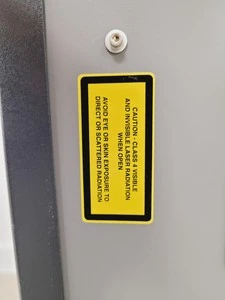 CAUTION - CLASS 4 VISIBLE
AND INVISIBLE LASER RADIATION
WHEN OPEN
AVOID EYE OR SKIN EXPOSURE TO
DIRECT OR SCATTERED RADIATION